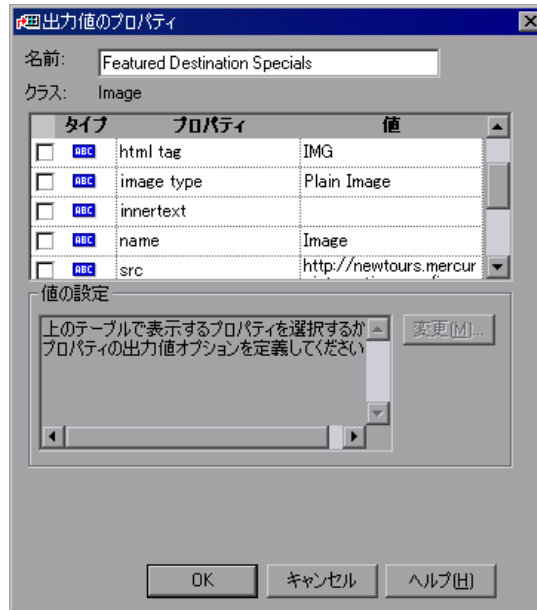 出力値のプロパティ
名前: Featured Destination Specials
クラス: Image
タイプ プロパティ 値
ABC html tag IMG
ABC image type Plain Image
ABC innertext
ABC name Image
ABC src http://newtours.mercur
値の設定
上のテーブルで表示するプロパティを選択するか
プロパティの出力値オプションを定義してください
変更(M)...
OK キャンセル ヘルプ(H)